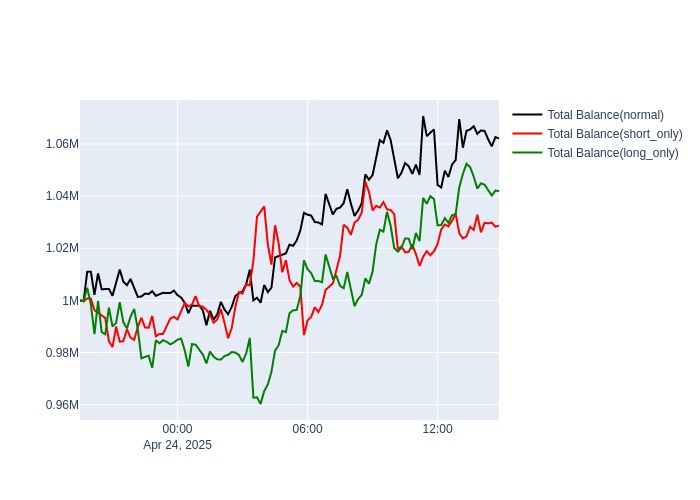 Total Balance(normal)
Total Balance(short_only)
Total Balance(long_only)
1.06M
1.04M
1.02M
1M
0.98M
0.96M
00:00
06:00
12:00
Apr 24, 2025